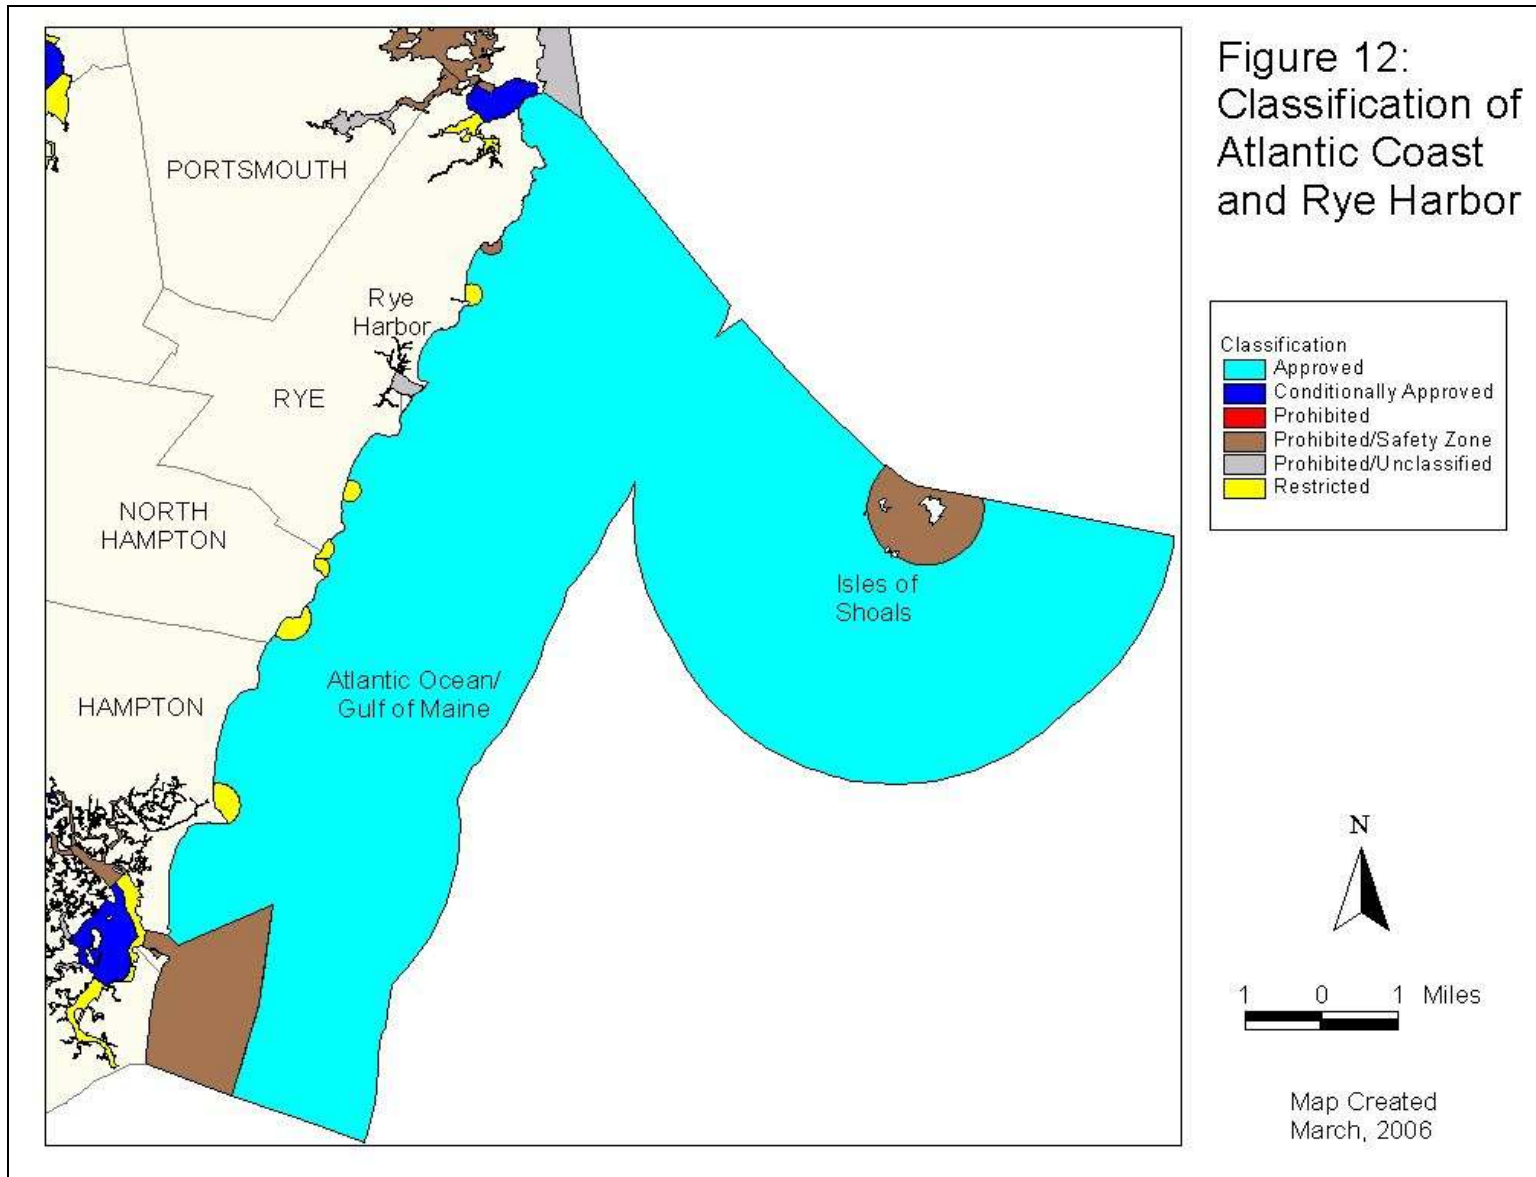 Figure 12:
Classification of
Atlantic Coast
and Rye Harbor
PORTSMOUTH
Rye
Harbor
RYE
NORTH
HAMPTON
HAMPTON
Atlantic Ocean/
Gulf of Maine
Isles of
Shoals
Classification
Approved
Conditionally Approved
Prohibited
Prohibited/Safety Zone
Prohibited/Unclassified
Restricted
N
1 0 1 Miles
Map Created
March, 2006